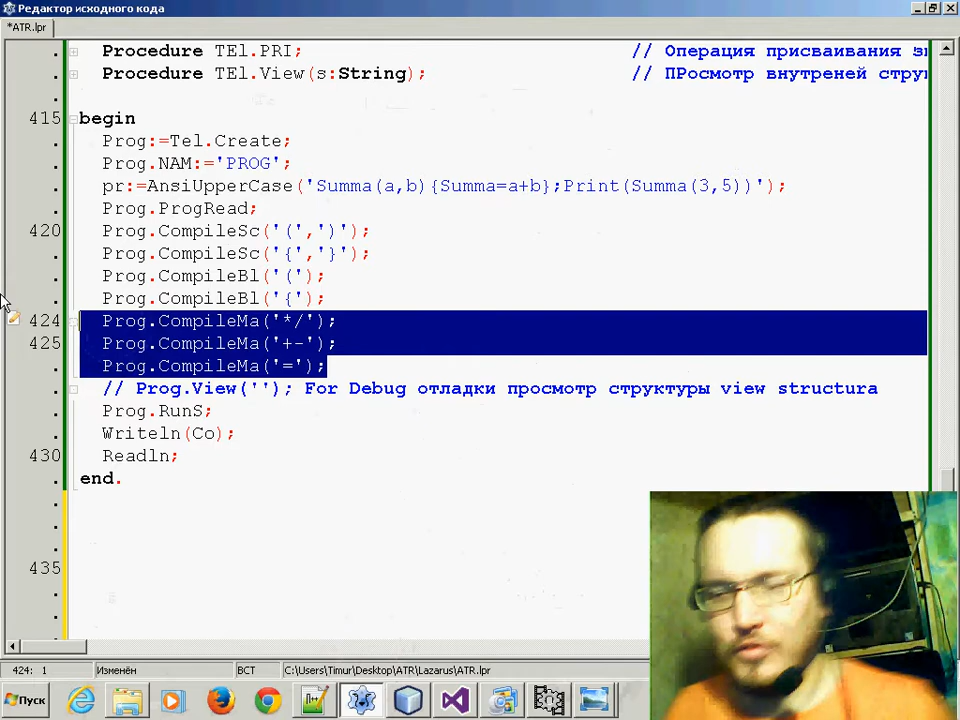 Редактор исходного кода
*ATR.lpr
. Procedure TEl.PRI; // Операция присваивания
. Procedure TEl.View(s:String); // ПРосмотр внутреней
.
415 begin
. Prog:=Tel.Create;
. Prog.NAM:='PROG';
. pr:=AnsiUpperCase('Summa(a,b){Summa=a+b};Print(Summa(3,5))');
. Prog.ProgRead;
420 Prog.CompileSc('(',')');
. Prog.CompileSc('{','}');
. Prog.CompileBl('(');
. Prog.CompileBl('{');
424 Prog.CompileMa('*/');
425 Prog.CompileMa('+-');
. Prog.CompileMa('=');
. // Prog.View(''); For Debug отладки просмотр структуры view structura
. Prog.RunS;
. Writeln(Co);
430 Readln;
. end.
.
.
.
435
.
.
.
424: 1 Изменён ВСТ C:\Users\Timur\Desktop\ATR\Lazarus\ATR.lpr
Пуск